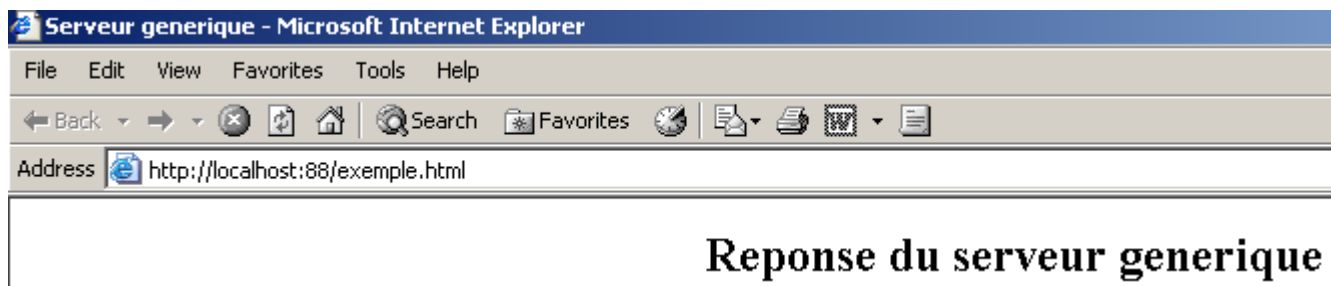 Serveur generique - Microsoft Internet Explorer
File Edit View Favorites Tools Help
Back Search Favorites W
Address http://localhost:88/exemple.html
Reponse du serveur generique